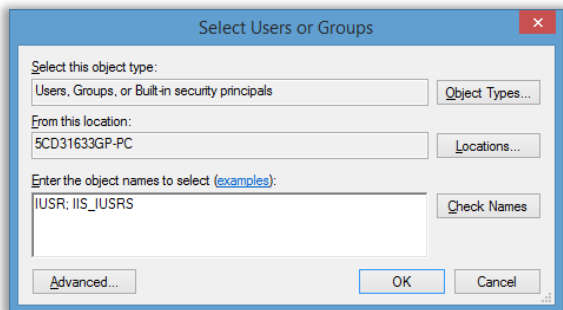 Select Users or Groups
Select this object type:
Users, Groups, or Built-in security principals
Object Types...
From this location:
5CD31633GP-PC
Locations...
Enter the object names to select (examples):
IUSR; IIS_IUSRS
Check Names
Advanced...
OK
Cancel